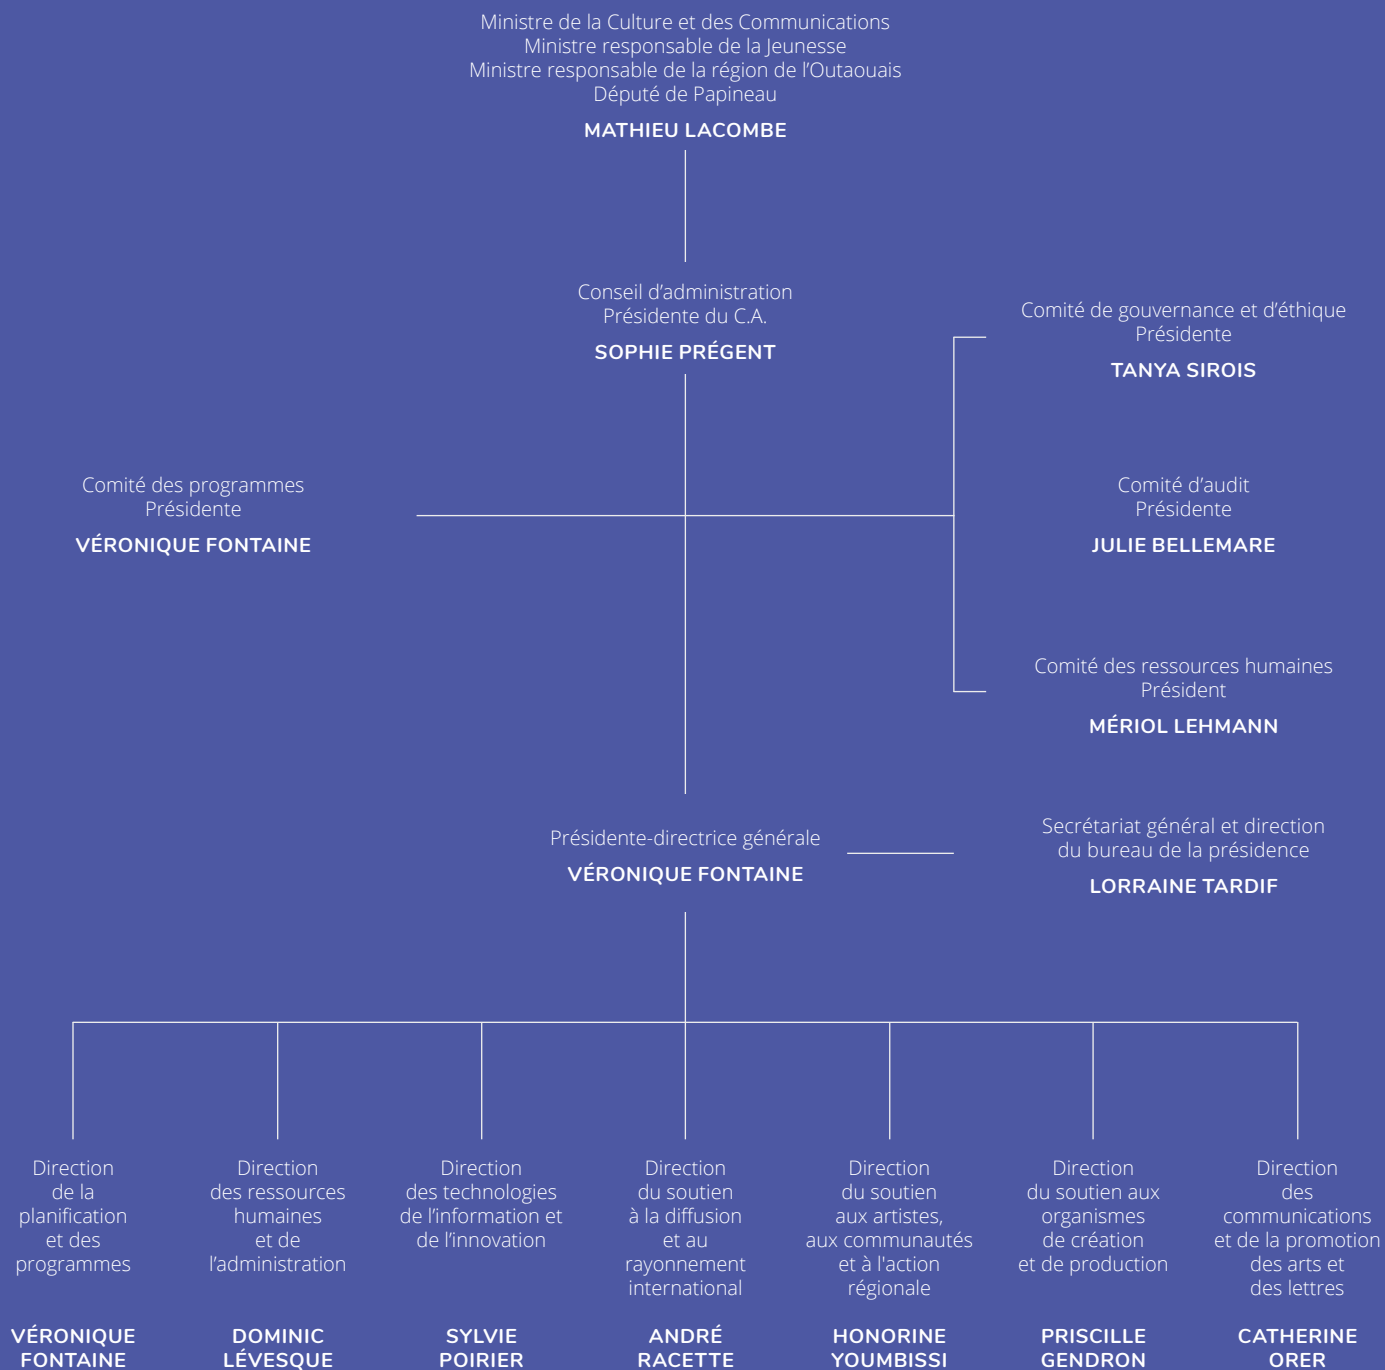 Ministre de la Culture et des Communications
Ministre responsable de la Jeunesse
Ministre responsable de la région de l’Outaouais
Député de Papineau
MATHIEU LACOMBE
Conseil d’administration
Présidente du C.A.
SOPHIE PRÉGENT
Comité de gouvernance et d’éthique
Présidente
TANYA SIROIS
Comité des programmes
Présidente
VÉRONIQUE FONTAINE
Comité d’audit
Présidente
JULIE BELLEMARE
Comité des ressources humaines
Président
MÉRIOL LEHMANN
Présidente-directrice générale
VÉRONIQUE FONTAINE
Secrétariat général et direction
du bureau de la présidence
LORRAINE TARDIF
Direction
de la
planification
et des
programmes
VÉRONIQUE
FONTAINE
Direction
des ressources
humaines
et de
l’administration
DOMINIC
LÉVESQUE
Direction
des technologies
de l’information et
de l’innovation
SYLVIE
POIRIER
Direction
du soutien
à la diffusion
et au
rayonnement
international
ANDRÉ
RACETTE
Direction
du soutien
aux artistes,
aux communautés
et à l'action
régionale
HONORINE
YOUMBISSI
Direction
du soutien aux
organismes
de création
et de production
PRISCILLE
GENDRON
Direction
des
communications
et de la promotion
des arts et
des lettres
CATHERINE
ORER